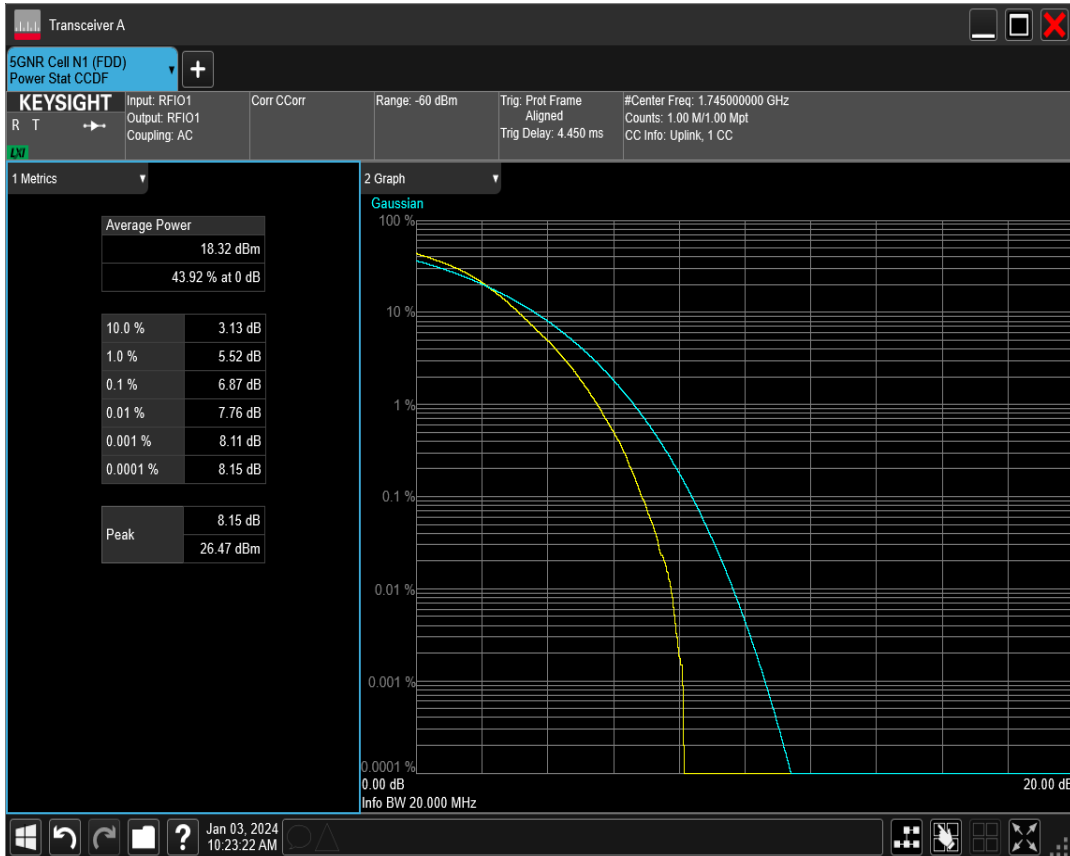 Transceiver A
5GNR Cell N1 (FDD)
Power Stat CCDF
+
KEYSIGHT
R T
LXI
Input: RFIO1
Output: RFIO1
Coupling: AC
Corr CCorr
Range: -60 dBm
Trig: Prot Frame
Aligned
Trig Delay: 4.450 ms
#Center Freq: 1.745000000 GHz
Counts: 1.00 M/1.00 Mpt
CC Info: Uplink, 1 CC
1 Metrics
Average Power
18.32 dBm
43.92 % at 0 dB
10.0 % 3.13 dB
1.0 % 5.52 dB
0.1 % 6.87 dB
0.01 % 7.76 dB
0.001 % 8.11 dB
0.0001 % 8.15 dB
Peak
8.15 dB
26.47 dBm
2 Graph
Gaussian
100 %
10 %
1 %
0.1 %
0.01 %
0.001 %
0.0001 %
0.00 dB 20.00 dB
Info BW 20.000 MHz
?
Jan 03, 2024
10:23:22 AM